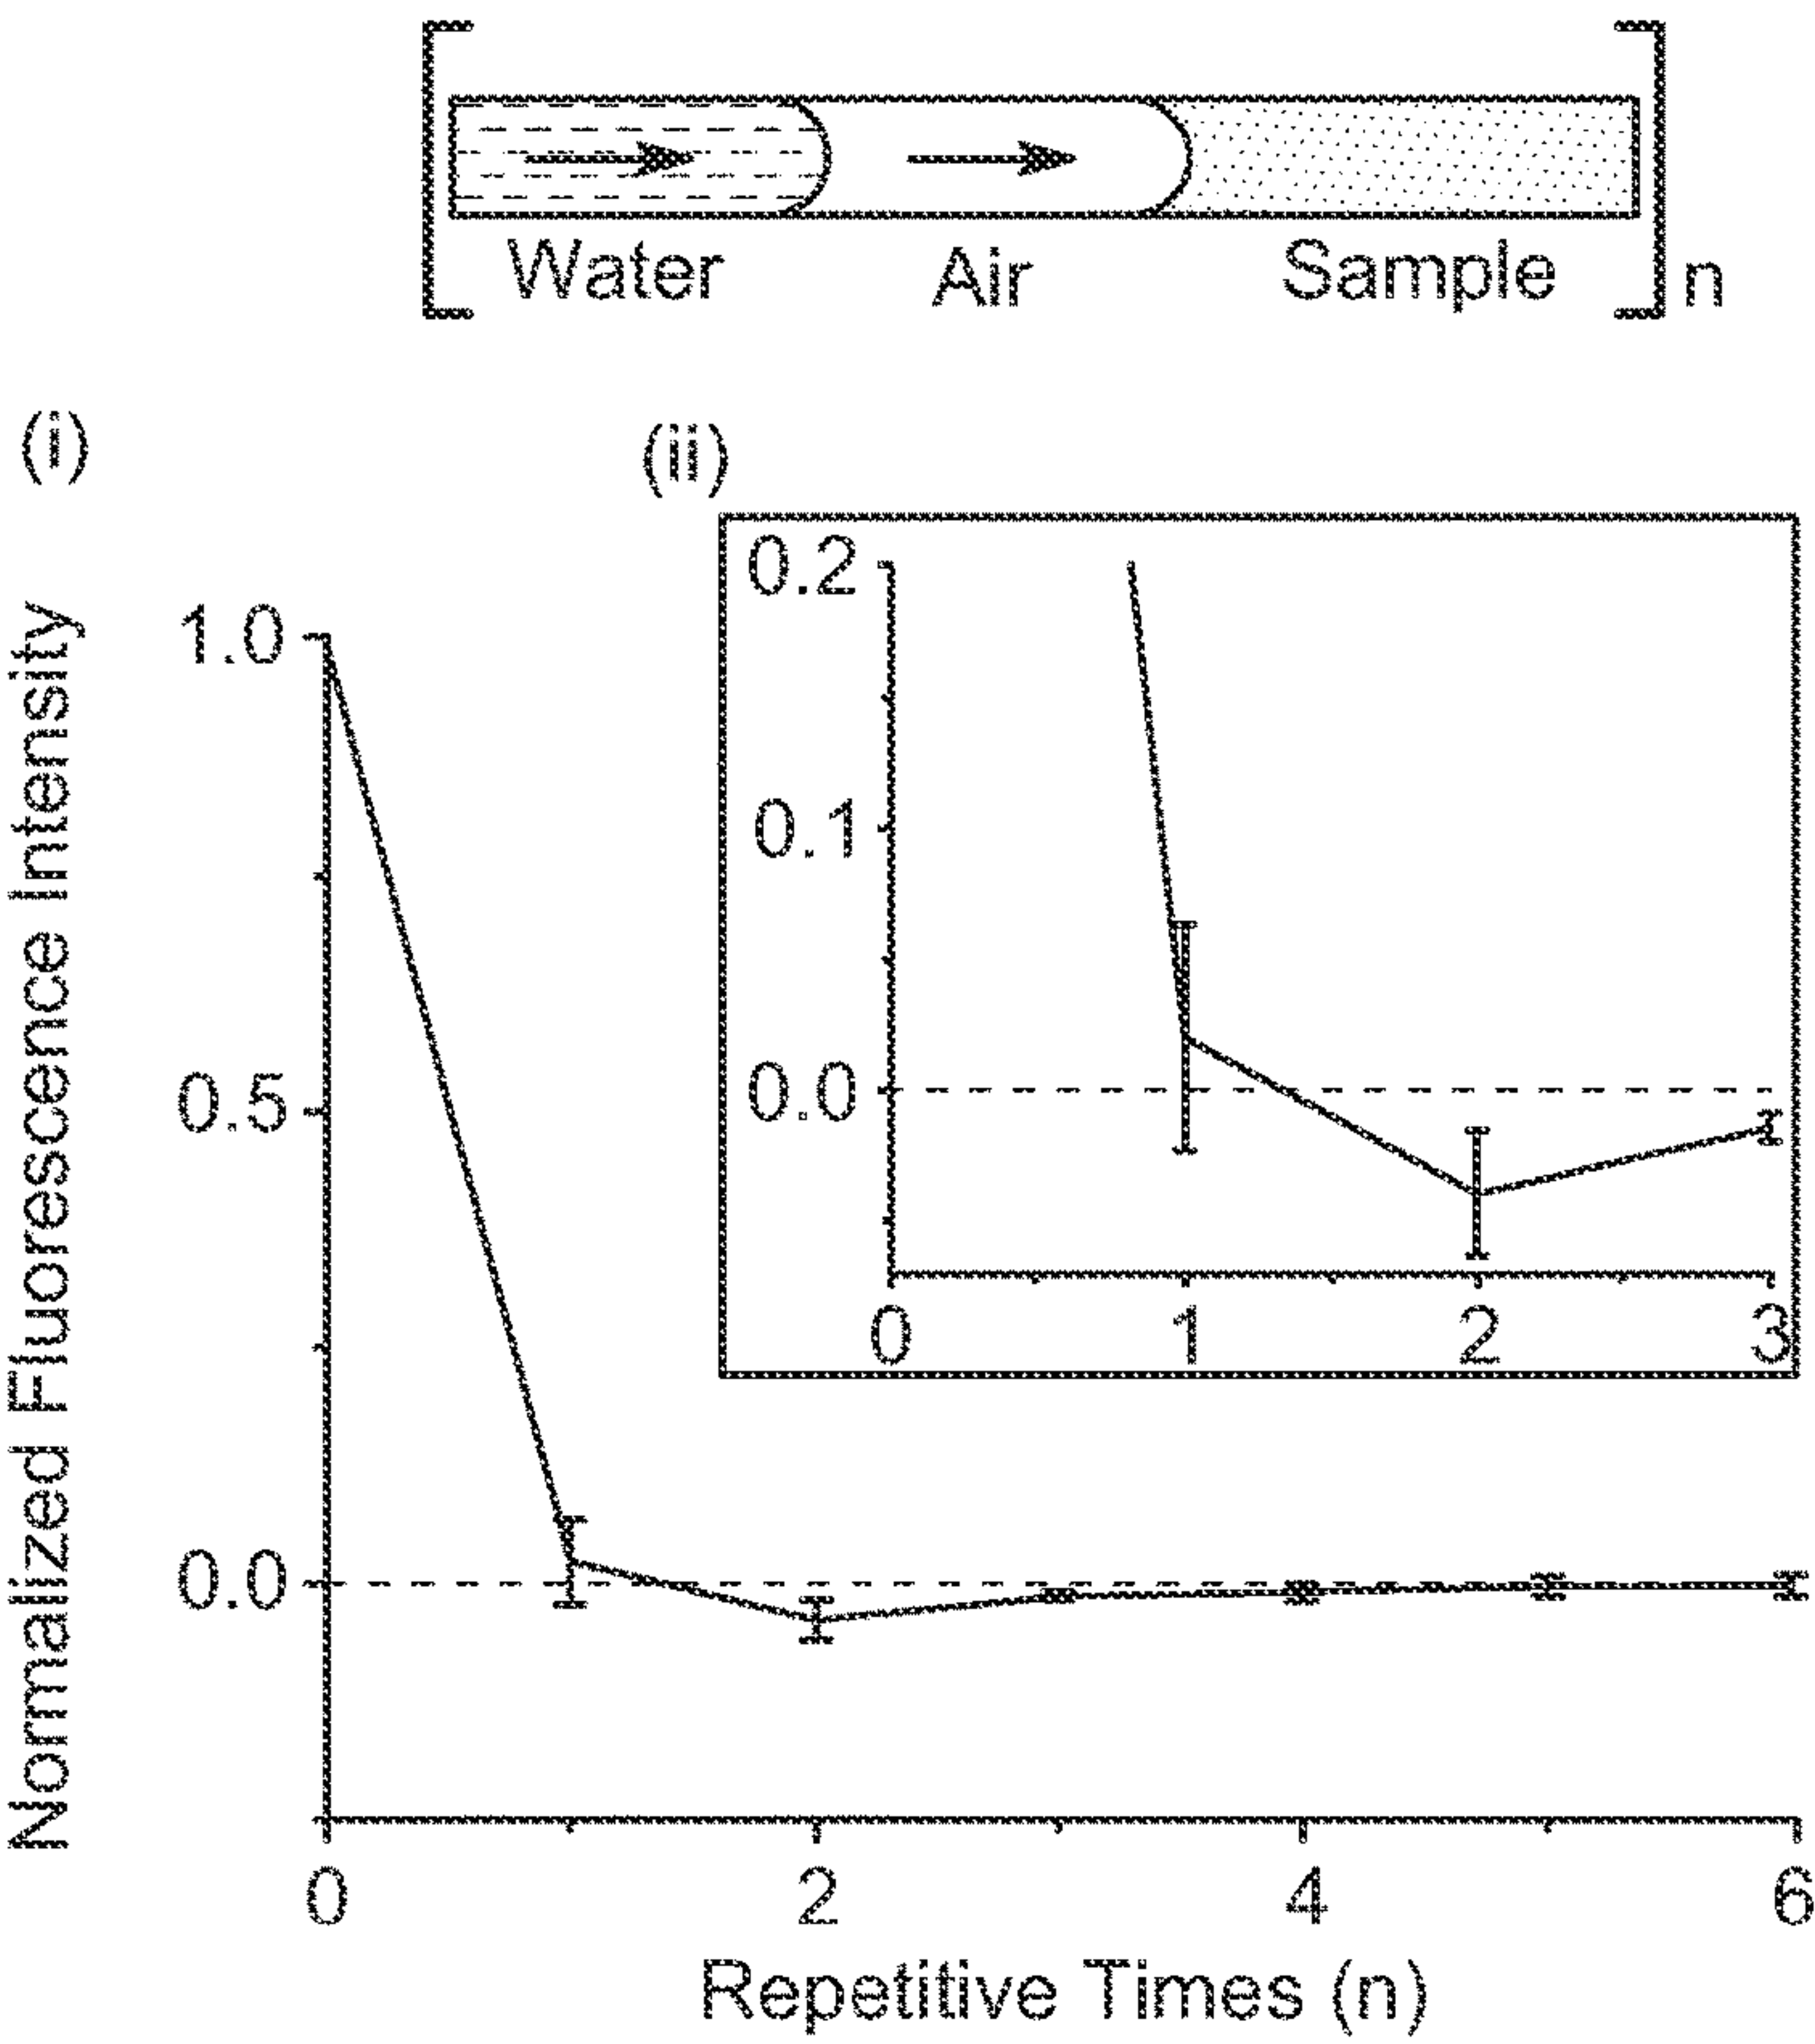 Water Air Sample n
(i)
(ii)
Normalized Fluorescence Intensity
1.0
0.5
0.0
0.2
0.1
0.0
0 1 2 3
0 2 4 6
Repetitive Times (n)